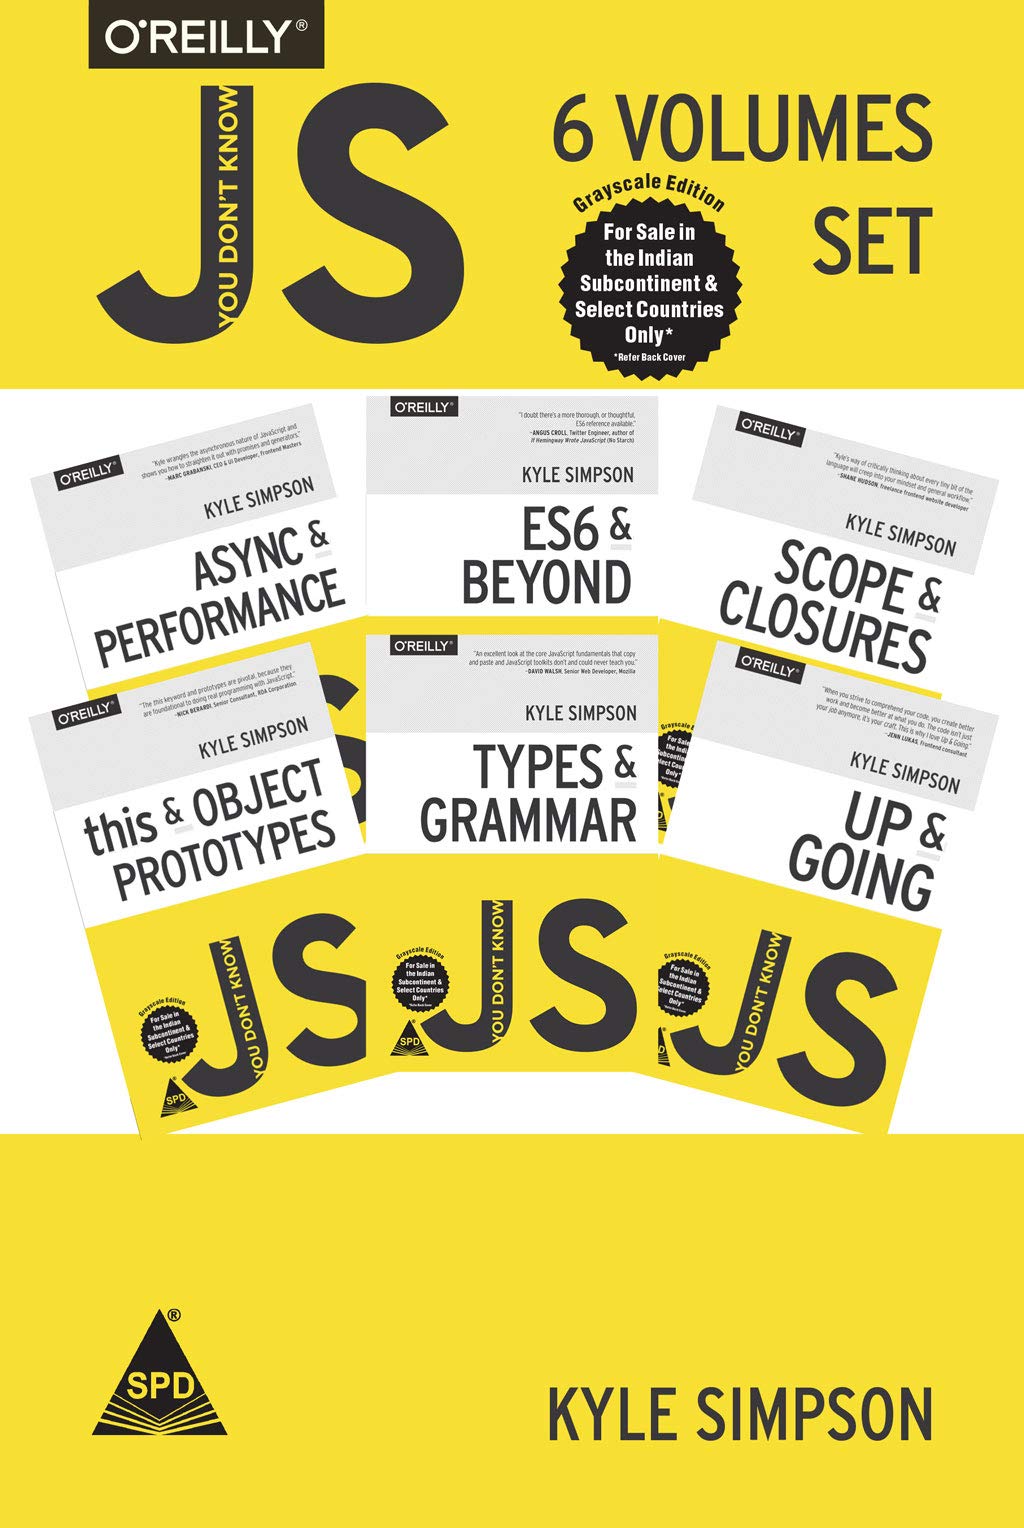 O'REILLY®
JS
YOU DON'T KNOW
6 VOLUMES
SET
Grayscale Edition
For Sale in
the Indian
Subcontinent &
Select Countries
Only*
*Refer Back Cover
O'REILLY®
"Kyle wrangles the asynchronous nature of JavaScript and
shows you how to straighten it out with promises and generators."
–MARC GRABANSKI, CEO & UI Developer, Frontend Masters
KYLE SIMPSON
ASYNC &
PERFORMANCE
O'REILLY®
"I doubt there's a more thorough, or thoughtful,
ES6 reference available."
–ANGUS CROLL, Twitter Engineer, author of
If Hemingway Wrote JavaScript (No Starch)
KYLE SIMPSON
ES6 &
BEYOND
O'REILLY®
"Kyle's way of critically thinking about every tiny bit of the
language will creep into your mindset and general workflow."
–SHANE HUDSON, freelance frontend website developer
KYLE SIMPSON
SCOPE &
CLOSURES
O'REILLY®
"The this keyword and prototypes are pivotal, because they
are foundational to doing real programming with JavaScript."
–NICK BERARDI, Senior Consultant, RDA Corporation
KYLE SIMPSON
this & OBJECT
PROTOTYPES
JS
YOU DON'T KNOW
Grayscale Edition
For Sale in
the Indian
Subcontinent &
Select Countries
Only*
*Refer Back Cover
SPD
®
O'REILLY®
"An excellent look at the core JavaScript fundamentals that copy
and paste and JavaScript toolkits don't and could never teach you."
–DAVID WALSH, Senior Web Developer, Mozilla
KYLE SIMPSON
TYPES &
GRAMMAR
JS
YOU DON'T KNOW
Grayscale Edition
For Sale in
the Indian
Subcontinent &
Select Countries
Only*
*Refer Back Cover
SPD
®
O'REILLY®
"When you strive to comprehend your code, you create better
work and become better at what you do. The code isn't just
your job anymore, it's your craft. This is why I love Up & Going."
–JENN LUKAS, Frontend consultant
KYLE SIMPSON
UP &
GOING
JS
YOU DON'T KNOW
Grayscale Edition
For Sale in
the Indian
Subcontinent &
Select Countries
Only*
*Refer Back Cover
SPD
®
KYLE SIMPSON